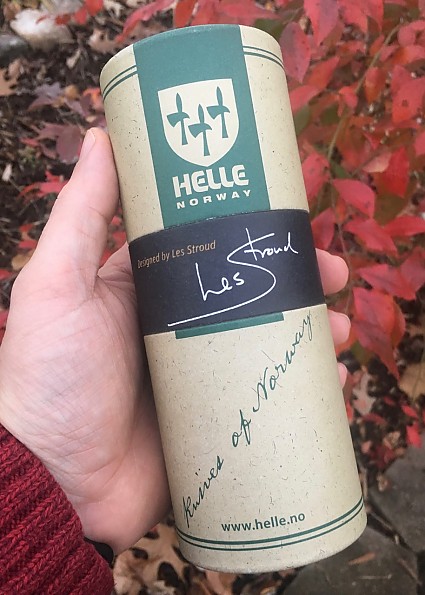 HELLE
NORWAY
Designed by Les Stroud
Les Stroud
Knives of Norway
www.helle.no